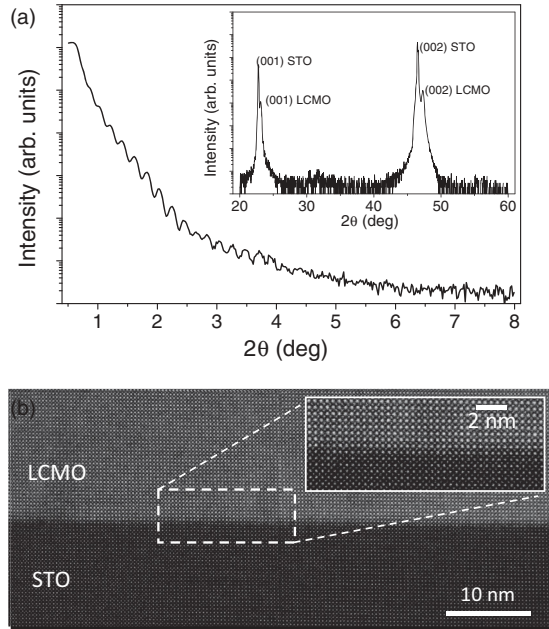 (a)
Intensity (arb. units)
2θ (deg)
1 2 3 4 5 6 7 8
Intensity (arb. units)
(001) STO
(001) LCMO
(002) STO
(002) LCMO
20 30 40 50 60
2θ (deg)
(b)
LCMO
STO
2 nm
10 nm